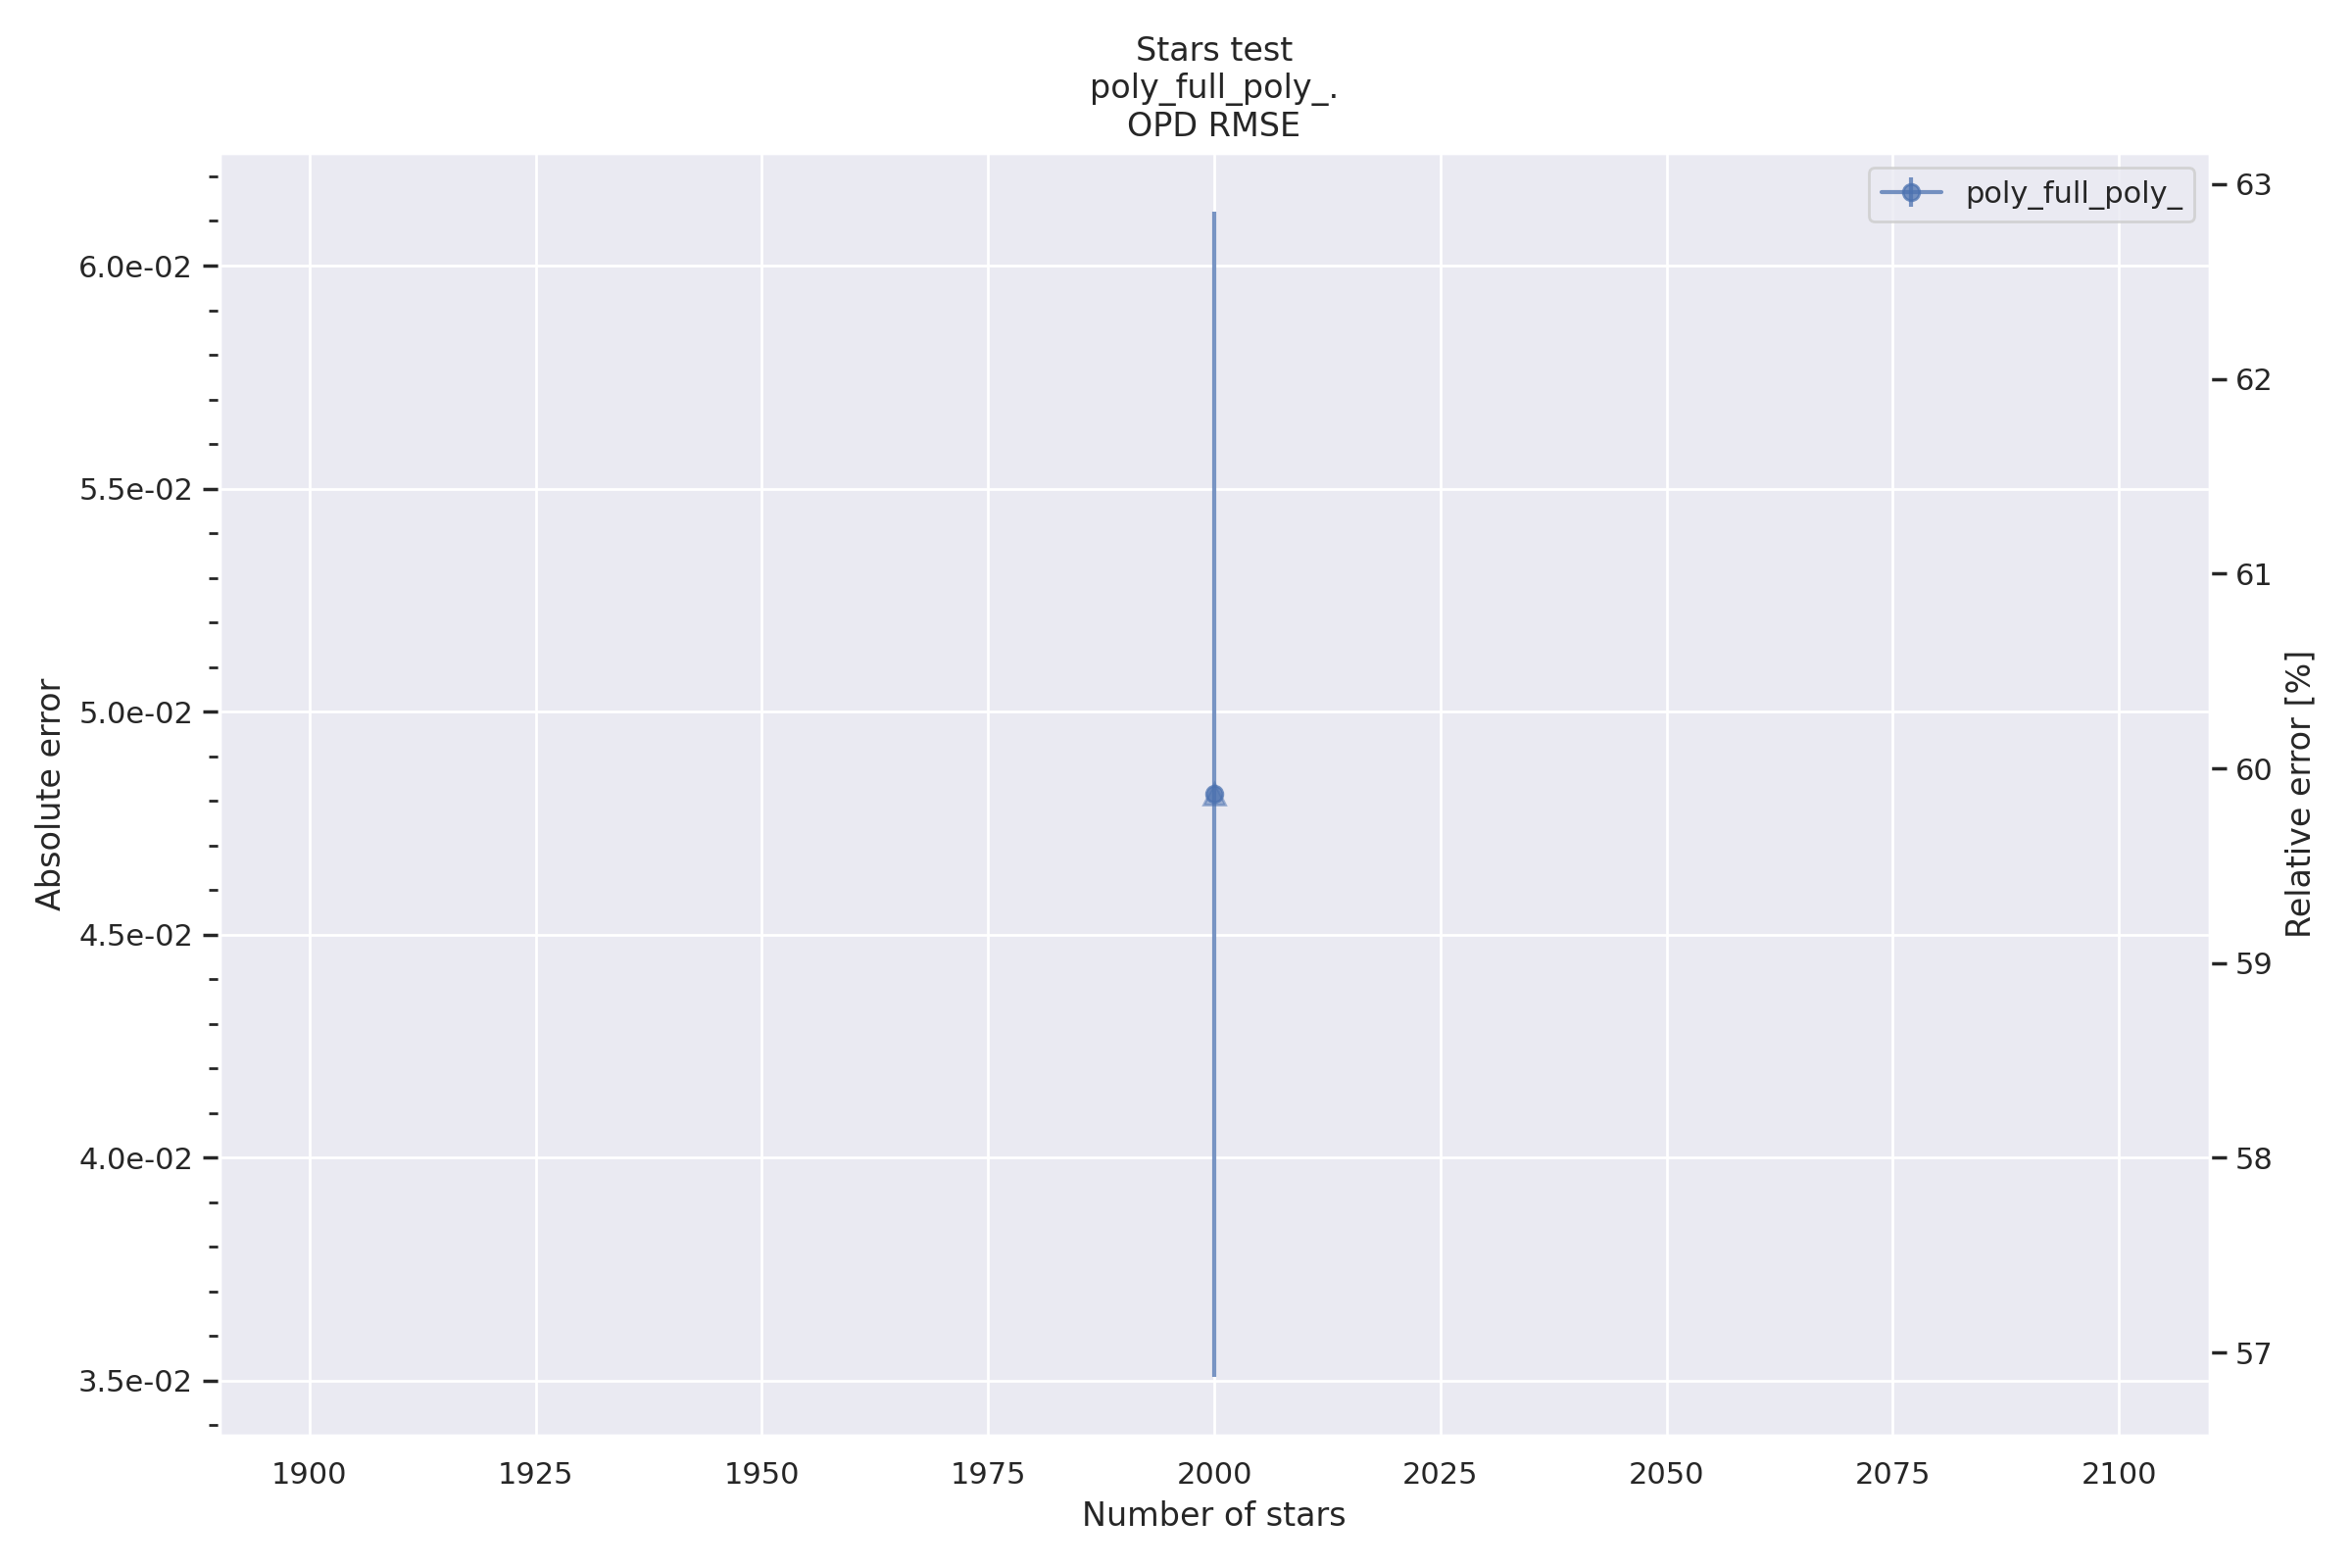 Stars test
poly_full_poly_.
OPD RMSE
poly_full_poly_
Absolute error
6.0e-02
5.5e-02
5.0e-02
4.5e-02
4.0e-02
3.5e-02
63
62
61
60
59
58
57
Relative error [%]
1900 1925 1950 1975 2000 2025 2050 2075 2100
Number of stars